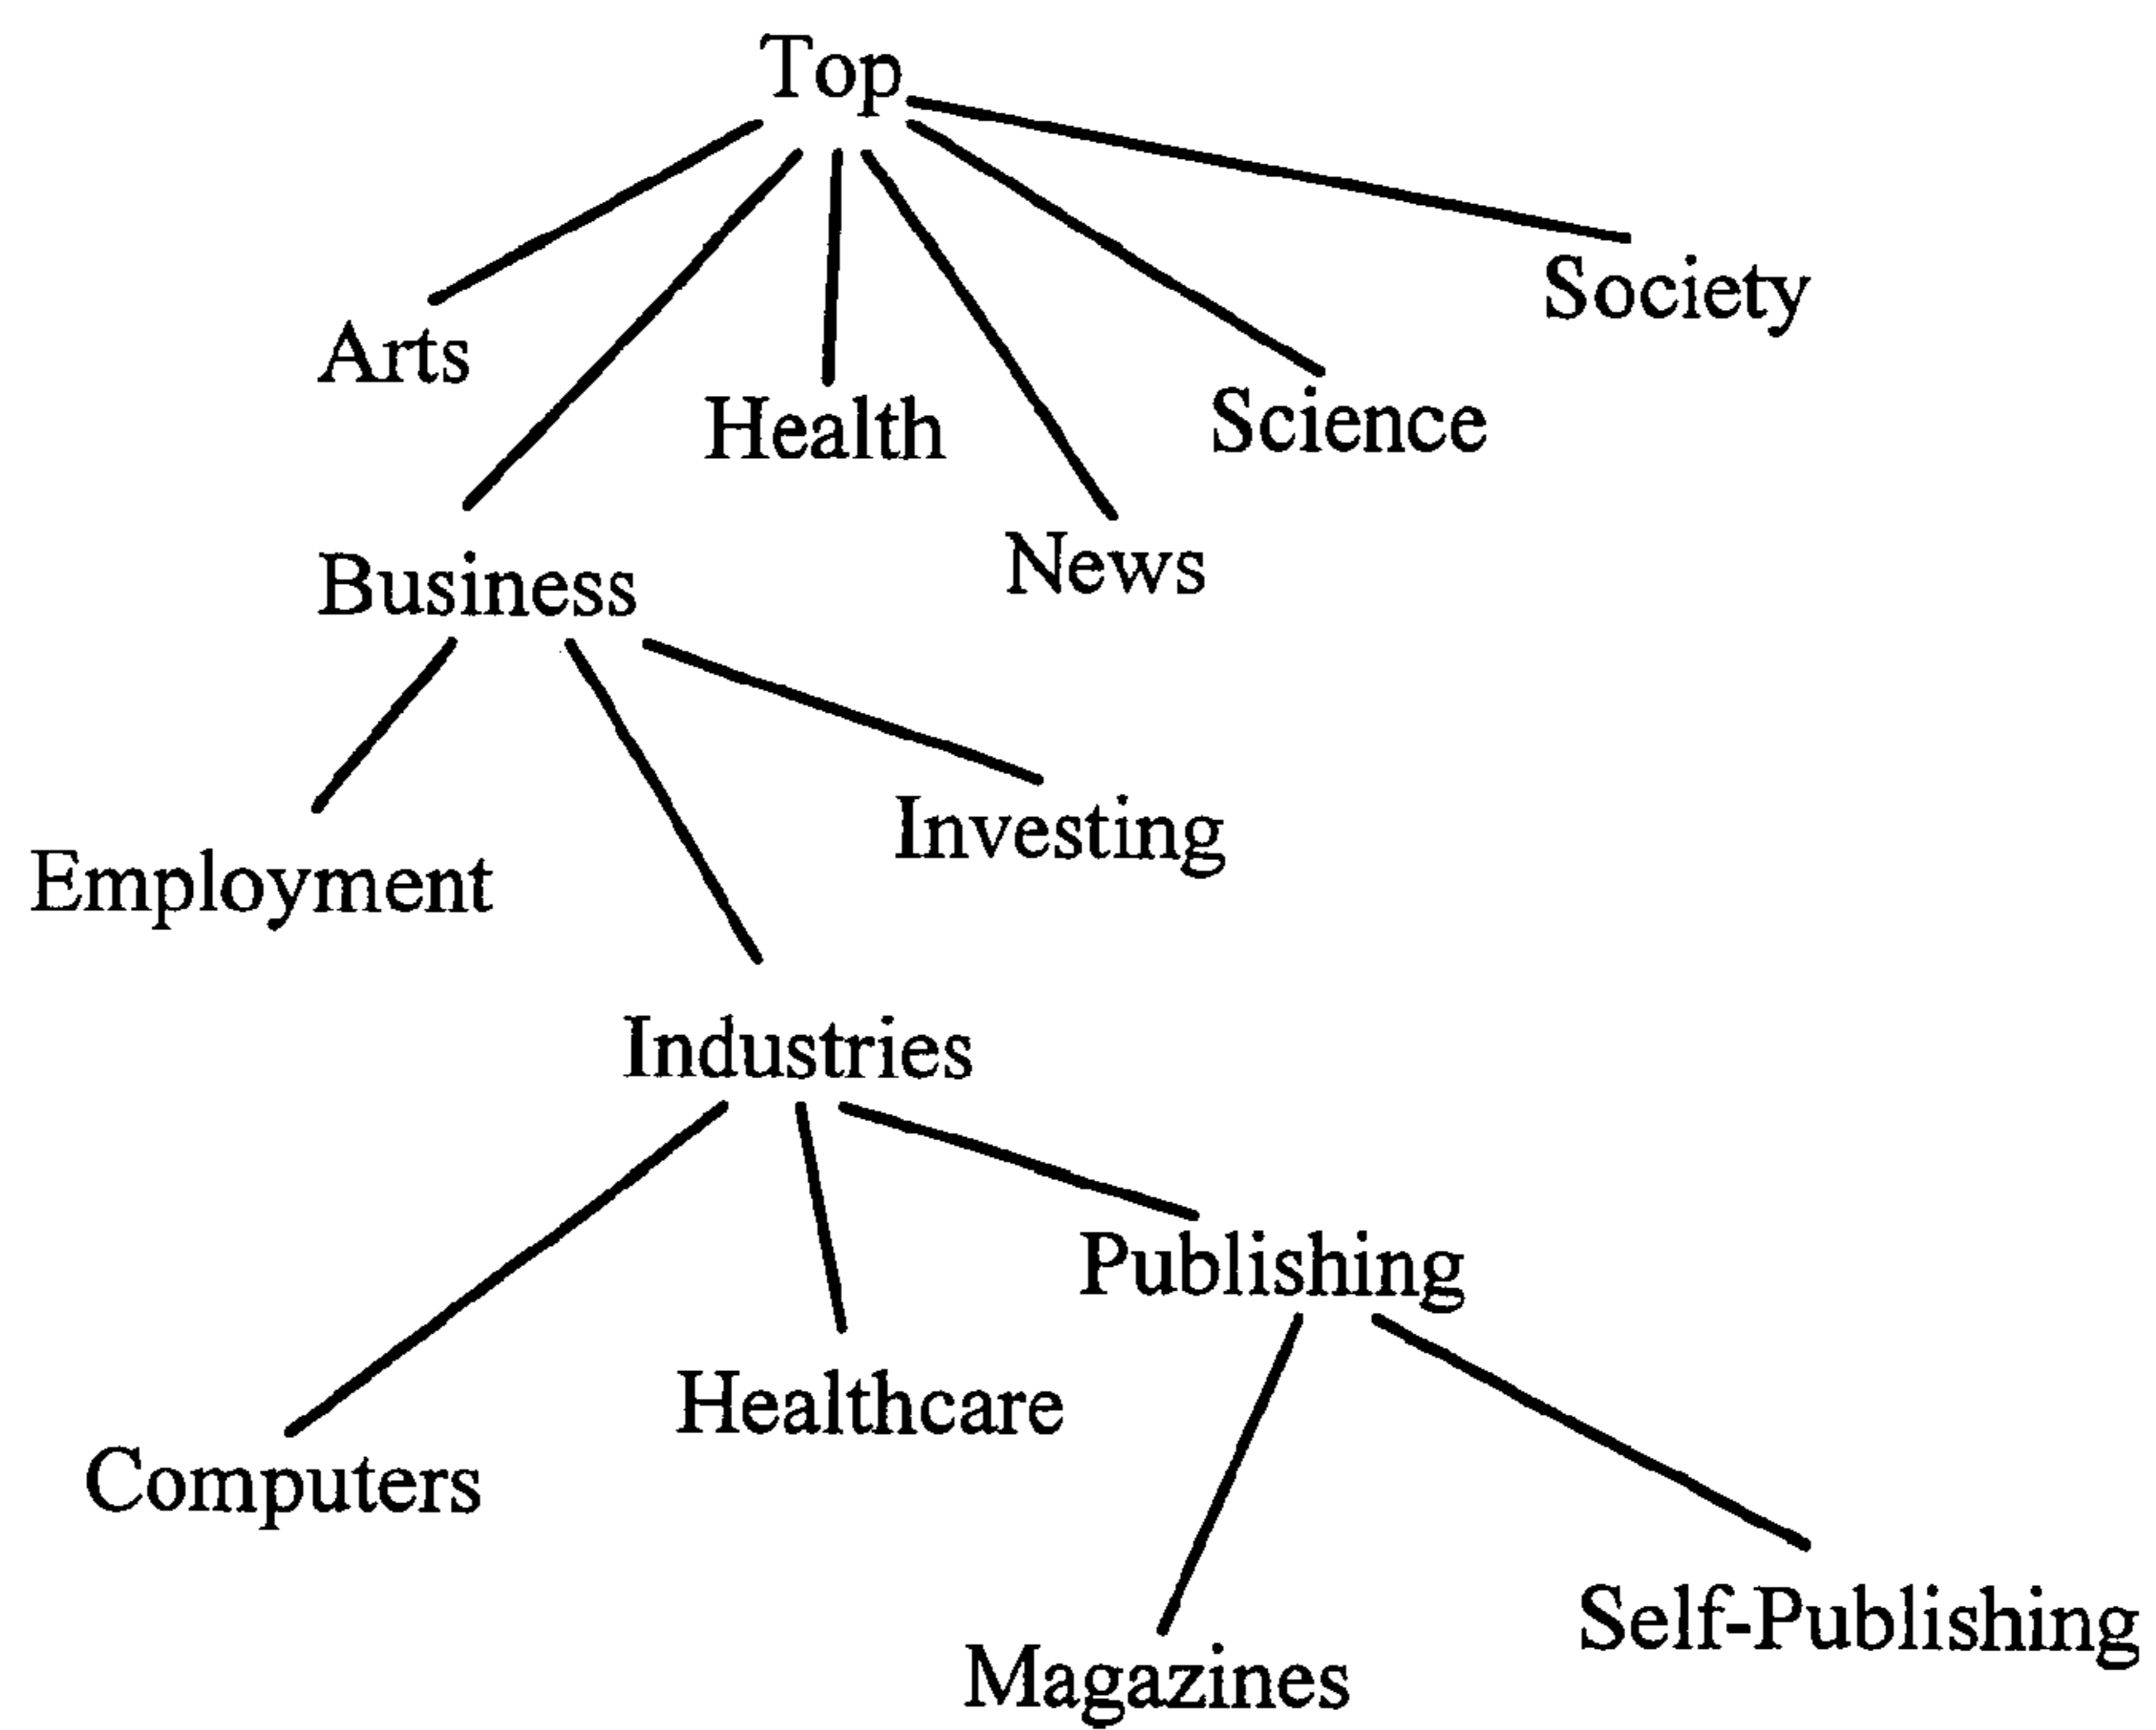 Top
Society
Arts
Health
Science
Business
News
Employment
Investing
Industries
Publishing
Healthcare
Computers
Magazines
Self-Publishing